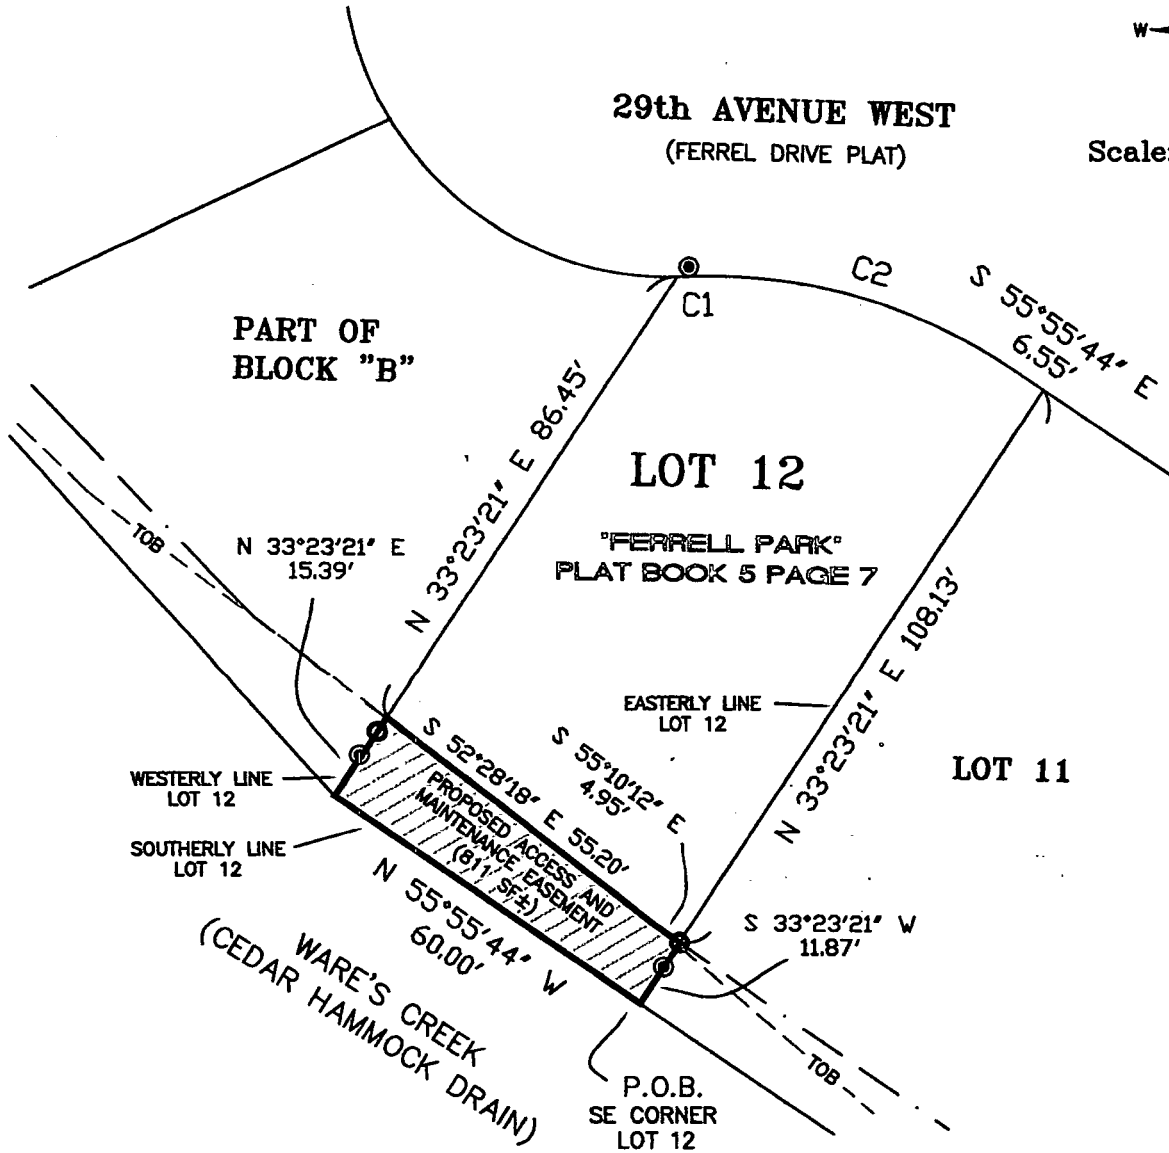 W
29th AVENUE WEST
(FERREL DRIVE PLAT)
Scale:
C2
C1
S 55°55'44" E
6.55'
PART OF
BLOCK "B"
N 33°23'21" E 86.45'
LOT 12
"FERRELL PARK"
PLAT BOOK 5 PAGE 7
TOB
N 33°23'21" E
15.39'
N 33°23'21" E 108.13'
EASTERLY LINE
LOT 12
S 55°10'12" E
4.95'
S 52°28'18" E 55.20'
LOT 11
WESTERLY LINE
LOT 12
PROPOSED ACCESS AND
MAINTENANCE EASEMENT
(811 SF±)
SOUTHERLY LINE
LOT 12
N 55°55'44" W
60.00'
S 33°23'21" W
11.87'
WARE'S CREEK
(CEDAR HAMMOCK DRAIN)
TOB
P.O.B.
SE CORNER
LOT 12